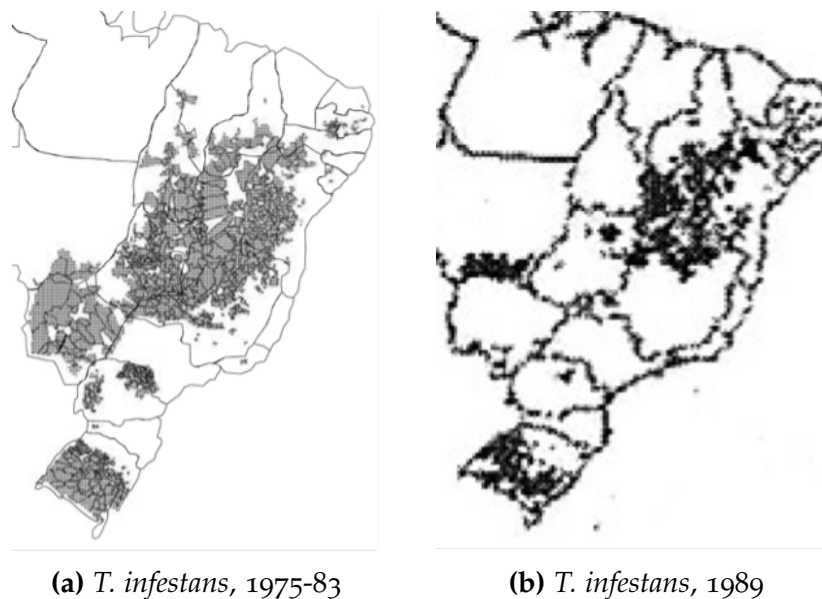 (a) T. infestans, 1975-83
(b) T. infestans, 1989